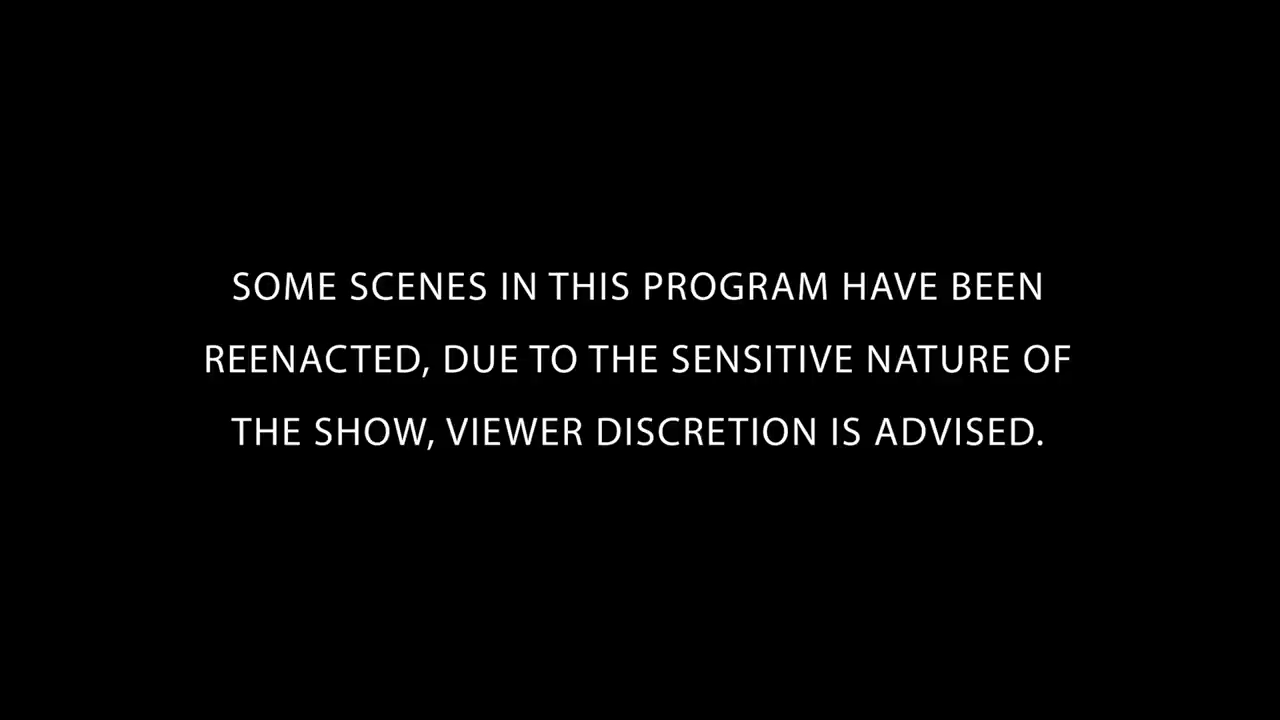 SOME SCENES IN THIS PROGRAM HAVE BEEN
REENACTED, DUE TO THE SENSITIVE NATURE OF
THE SHOW, VIEWER DISCRETION IS ADVISED.